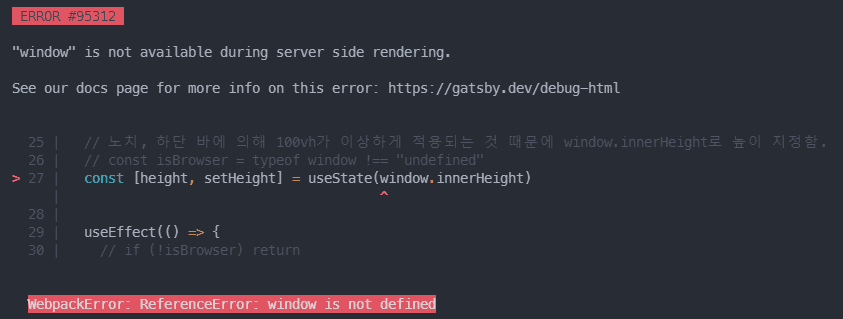 ERROR #95312
"window" is not available during server side rendering.
See our docs page for more info on this error: https://gatsby.dev/debug-html
25 |   // 노치, 하단 바에 의해 100vh가 이상하게 적용되는 것 때문에 window.innerHeight로 높이 지정함.
26 |   // const isBrowser = typeof window !== "undefined"
> 27 |   const [height, setHeight] = useState(window.innerHeight)
|                                        ^
28 |
29 |   useEffect(() => {
30 |     // if (!isBrowser) return
WebpackError: ReferenceError: window is not defined